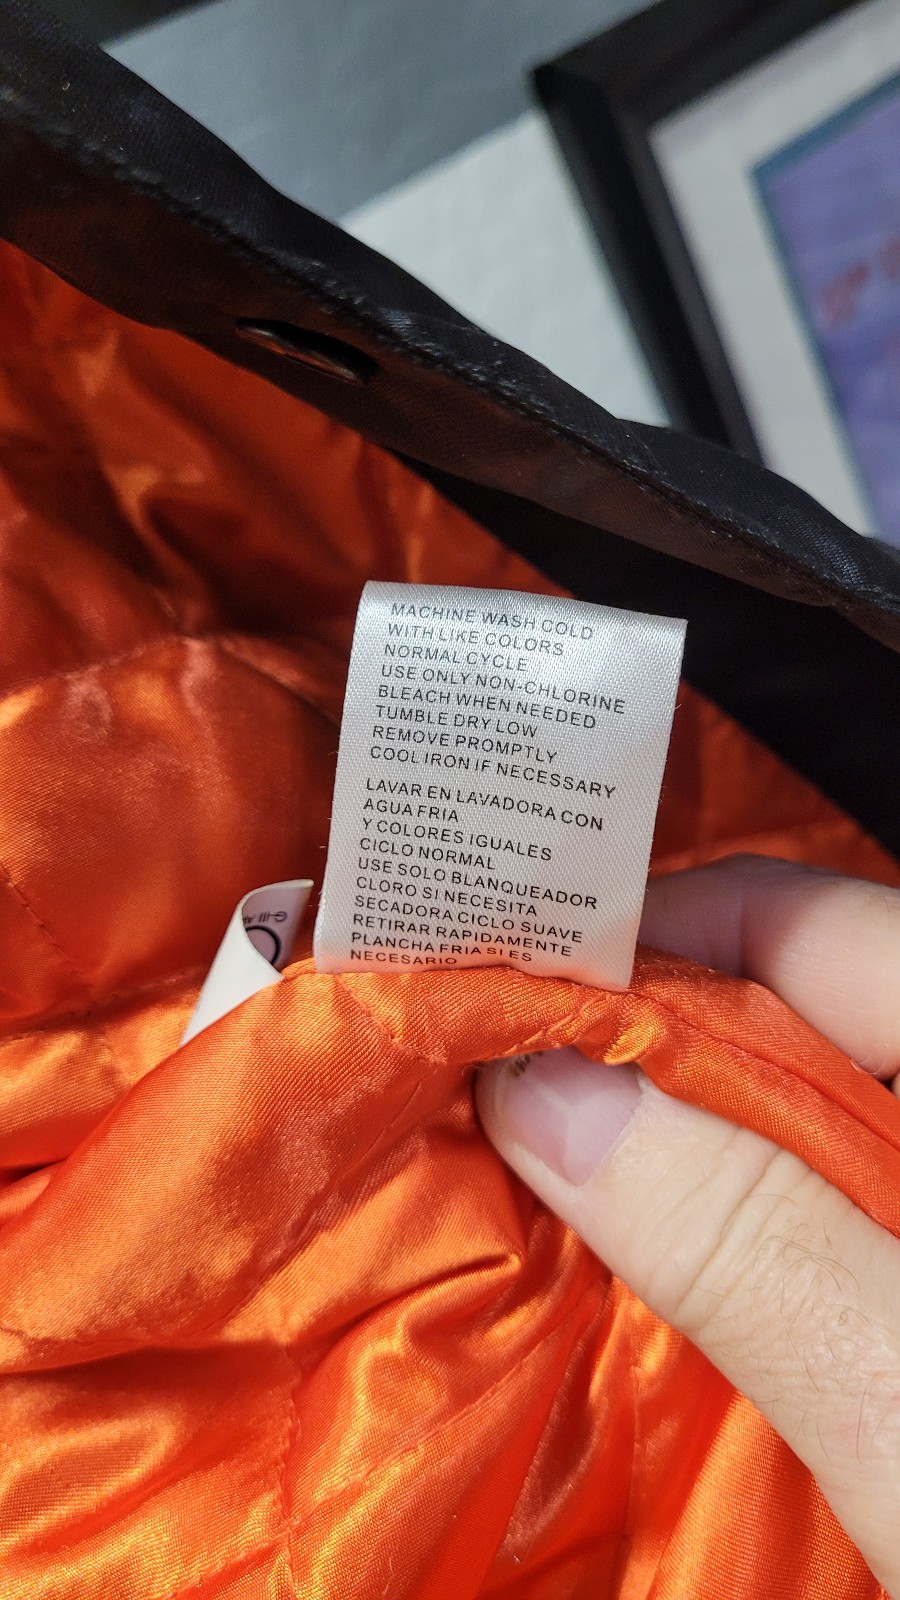 MACHINE WASH COLD
WITH LIKE COLORS
NORMAL CYCLE
USE ONLY NON-CHLORINE
BLEACH WHEN NEEDED
TUMBLE DRY LOW
REMOVE PROMPTLY
COOL IRON IF NECESSARY
LAVAR EN LAVADORA CON
AGUA FRIA
Y COLORES IGUALES
CICLO NORMAL
USE SOLO BLANQUEADOR
CLORO SI NECESITA
SECADORA CICLO SUAVE
RETIRAR RAPIDAMENTE
PLANCHA FRIA SI ES
NECESARIO
G-III